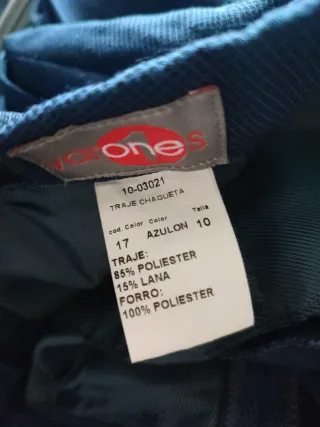 varones
10-03021
TRAJE CHAQUETA
cod. Color Color Talla
17 AZULON 10
TRAJE:
85% POLIESTER
15% LANA
FORRO:
100% POLIESTER